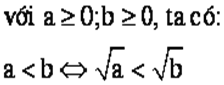 với a ≥ 0;b ≥ 0, ta có:
a < b ⇔ √a < √b